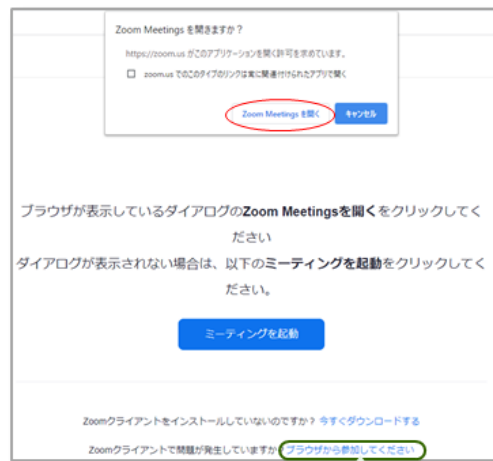 Zoom Meetings を開きますか？
https://zoom.us がこのアプリケーションを開く許可を求めています。
zoom.us でのこのタイプのリンクは常に関連付けられたアプリで開く
Zoom Meetings を開く キャンセル
ブラウザが表示しているダイアログのZoom Meetingsを開くをクリックしてく
ださい
ダイアログが表示されない場合は、以下のミーティングを起動をクリックしてく
ださい。
ミーティングを起動
Zoomクライアントをインストールしていないのですか？ 今すぐダウンロードする
Zoomクライアントで問題が発生していますか ブラウザから参加してください